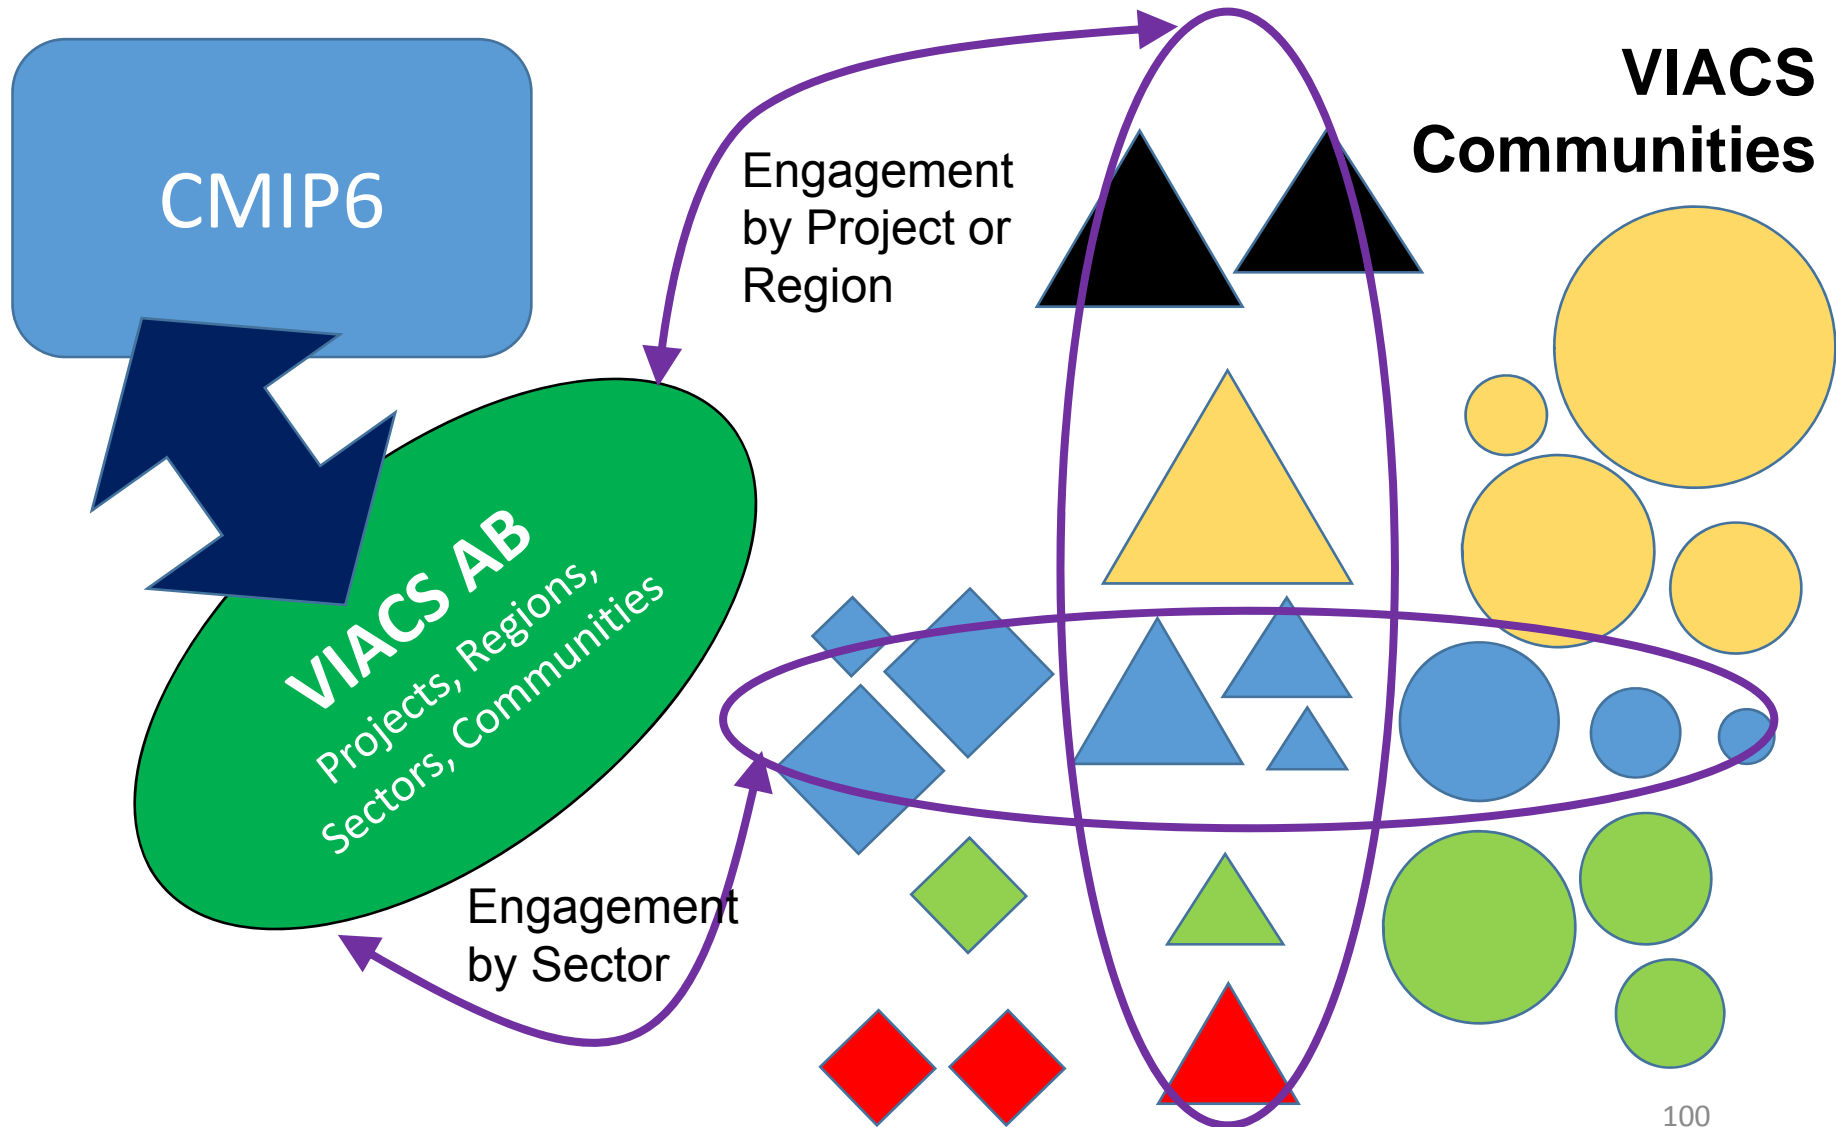 CMIP6
Engagement
by Project or
Region
VIACS
Communities
VIACS AB
Projects, Regions,
Sectors, Communities
Engagement
by Sector
100